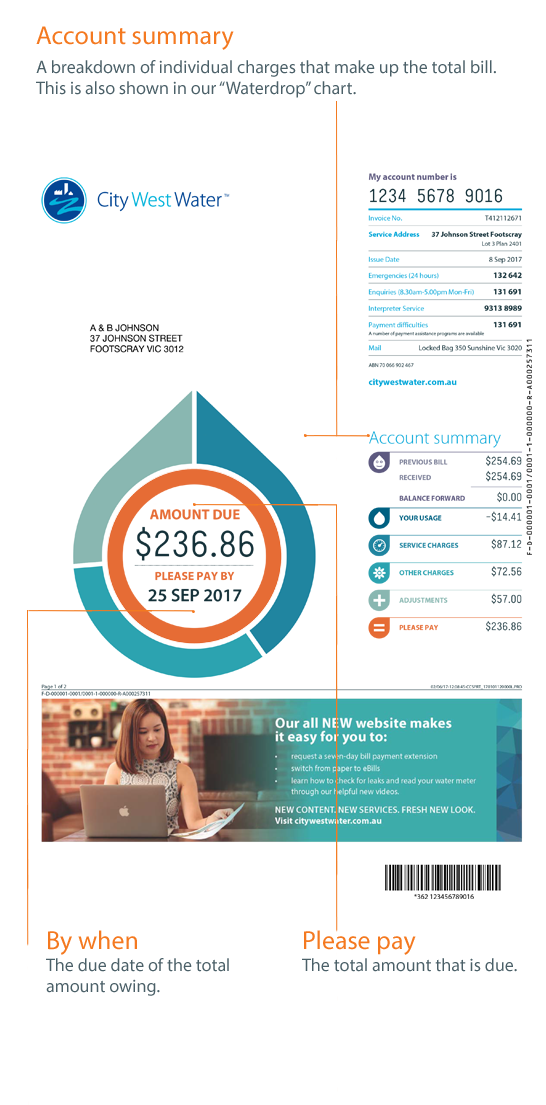 Account summary
A breakdown of individual charges that make up the total bill.
This is also shown in our “Waterdrop” chart.
City West Water™
My account number is
1234 5678 9016
Invoice No. T412112671
Service Address 37 Johnson Street Footscray
Lot 3 Plan 2401
Issue Date 8 Sep 2017
Emergencies (24 hours) 132 642
Enquiries (8.30am-5.00pm Mon-Fri) 131 691
Interpreter Service 9313 8989
Payment difficulties 131 691
A number of payment assistance programs are available
Mail Locked Bag 350 Sunshine Vic 3020
ABN 70 066 902 467
citywestwater.com.au
A & B JOHNSON
37 JOHNSON STREET
FOOTSCRAY VIC 3012
F-D-000001-0001/0001-1-000000-R-A000257311
Account summary
PREVIOUS BILL $254.69
RECEIVED $254.69
BALANCE FORWARD $0.00
YOUR USAGE -$14.41
SERVICE CHARGES $87.12
OTHER CHARGES $72.56
ADJUSTMENTS $57.00
PLEASE PAY $236.86
AMOUNT DUE
$236.86
PLEASE PAY BY
25 SEP 2017
Page 1 of 2
F-D-000001-0001/0001-1-000000-R-A000257311
Our all NEW website makes
it easy for you to:
• request a seven-day bill payment extension
• switch from paper to eBills
• learn how to check for leaks and read your water meter
through our helpful new videos.
NEW CONTENT. NEW SERVICES. FRESH NEW LOOK.
Visit citywestwater.com.au
*362 123456789016
By when
The due date of the total
amount owing.
Please pay
The total amount that is due.